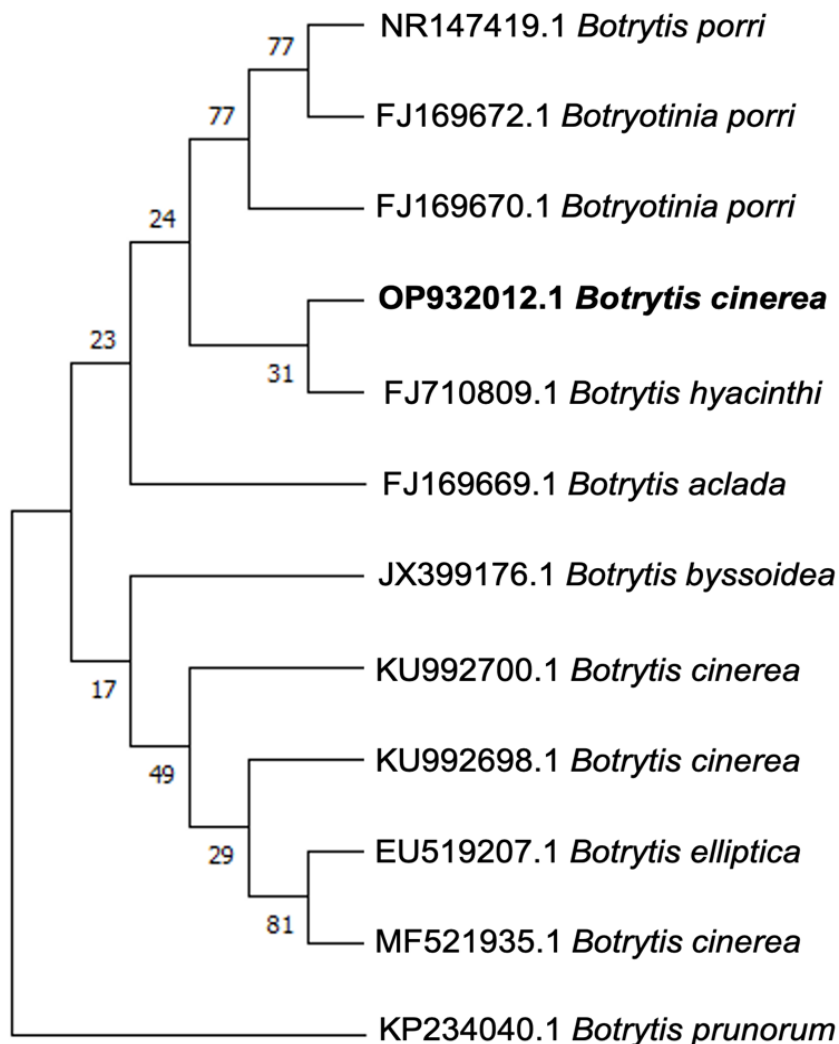 NR147419.1 Botrytis porri
77
FJ169672.1 Botryotinia porri
77
FJ169670.1 Botryotinia porri
24
OP932012.1 Botrytis cinerea
23
31
FJ710809.1 Botrytis hyacinthi
FJ169669.1 Botrytis aclada
JX399176.1 Botrytis byssoidea
17
KU992700.1 Botrytis cinerea
49
KU992698.1 Botrytis cinerea
29
EU519207.1 Botrytis elliptica
81
MF521935.1 Botrytis cinerea
KP234040.1 Botrytis prunorum